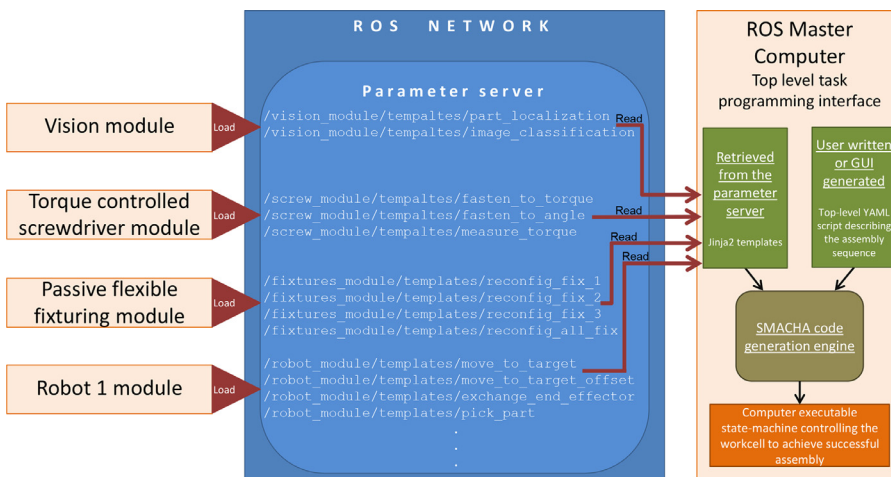 ROS NETWORK
Parameter server
Vision module
Load
/vision_module/tempaltes/part_localization
/vision_module/tempaltes/image_classification
Read
Torque controlled
screwdriver module
Load
/screw_module/tempaltes/fasten_to_torque
/screw_module/tempaltes/fasten_to_angle
/screw_module/tempaltes/measure_torque
Read
Read
Passive flexible
fixturing module
Load
/fixtures_module/templates/reconfig_fix_1
/fixtures_module/templates/reconfig_fix_2
/fixtures_module/templates/reconfig_fix_3
/fixtures_module/templates/reconfig_all_fix
Read
Robot 1 module
Load
/robot_module/templates/move_to_target
/robot_module/templates/move_to_target_offset
/robot_module/templates/exchange_end_effector
/robot_module/templates/pick_part
.
.
.
ROS Master
Computer
Top level task
programming interface
Retrieved
from the
parameter
server
Jinja2 templates
User written
or GUI
generated
Top-level YAML
script describing
the assembly
sequence
SMACHA code
generation engine
Computer executable
state-machine controlling the
workcell to achieve successful
assembly